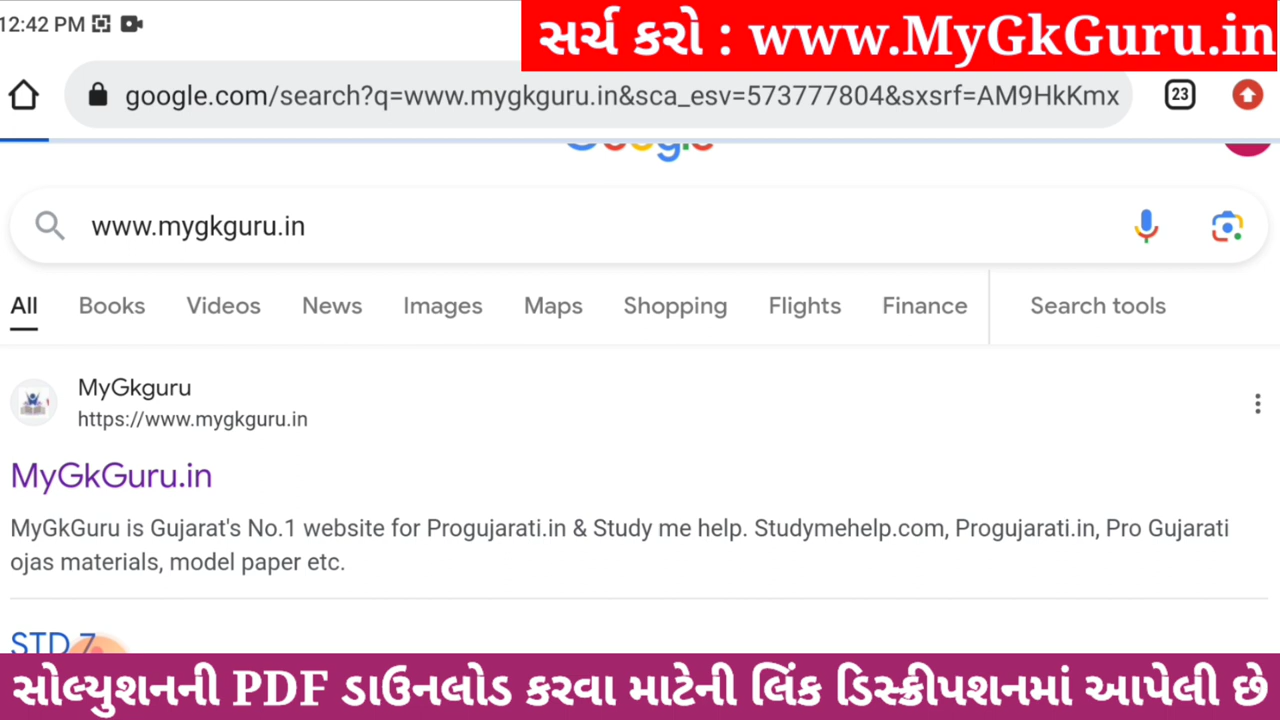 12:42 PM
સર્ચ કરો : www.MyGkGuru.in
google.com/search?q=www.mygkguru.in&sca_esv=573777804&sxsrf=AM9HkKmx
23
Google
www.mygkguru.in
All Books Videos News Images Maps Shopping Flights Finance Search tools
MyGkguru
https://www.mygkguru.in
MyGkGuru.in
MyGkGuru is Gujarat's No.1 website for Progujarati.in & Study me help. Studymehelp.com, Progujarati.in, Pro Gujarati
ojas materials, model paper etc.
STD 7
સોલ્યુશનની PDF ડાઉનલોડ કરવા માટેની લિંક ડિસ્ક્રીપશનમાં આપેલી છે